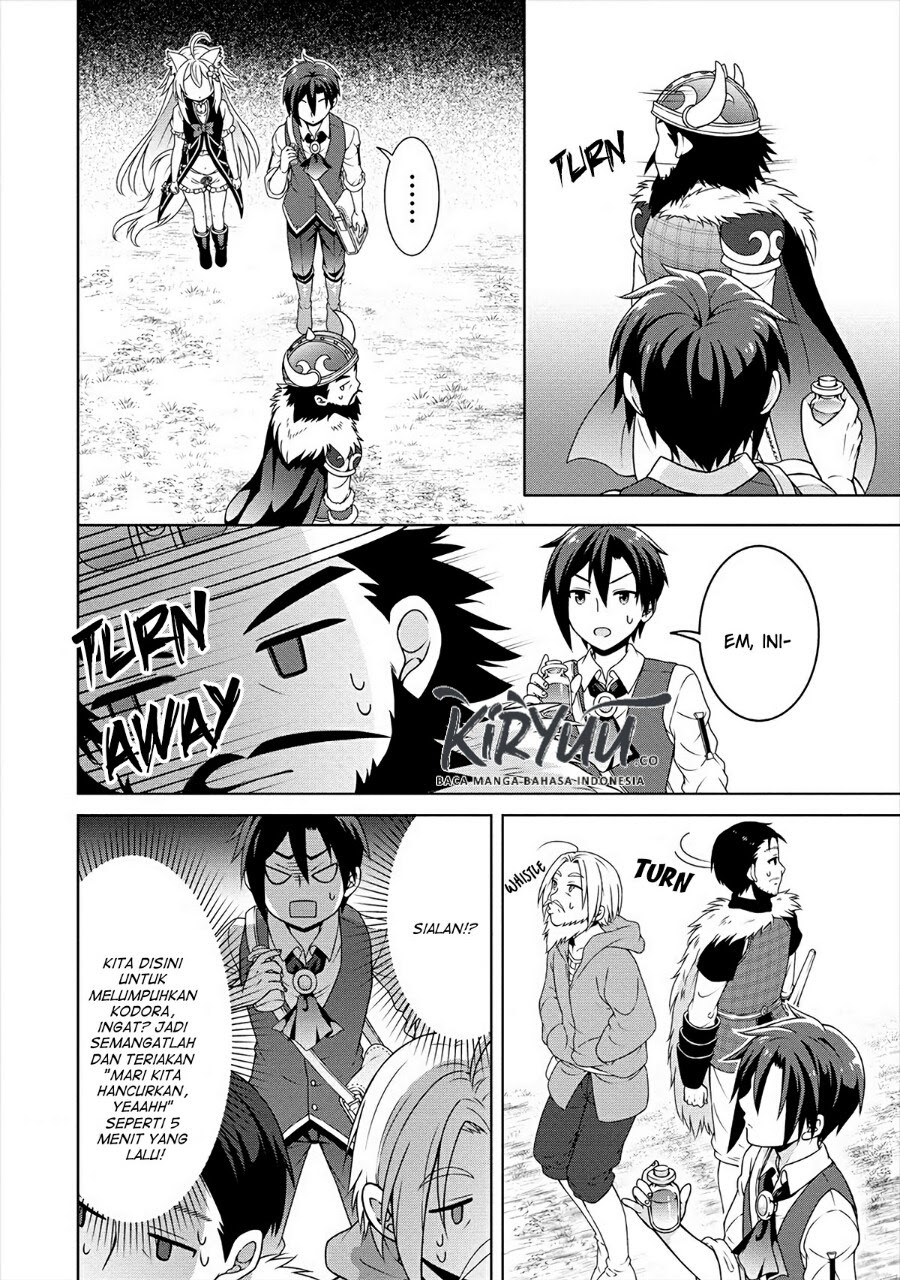 TURN
.....
EM, INI-
TURN
AWAY
KiRYUU.CO
BACA MANGA BAHASA INDONESIA
TURN
WHISTLE
SIALAN!?
KITA DISINI
UNTUK
MELUMPUHKAN
KODORA,
INGAT? JADI
SEMANGATLAH
DAN TERIAKAN
"MARI KITA
HANCURKAN,
YEAAHH"
SEPERTI 5
MENIT YANG
LALU!